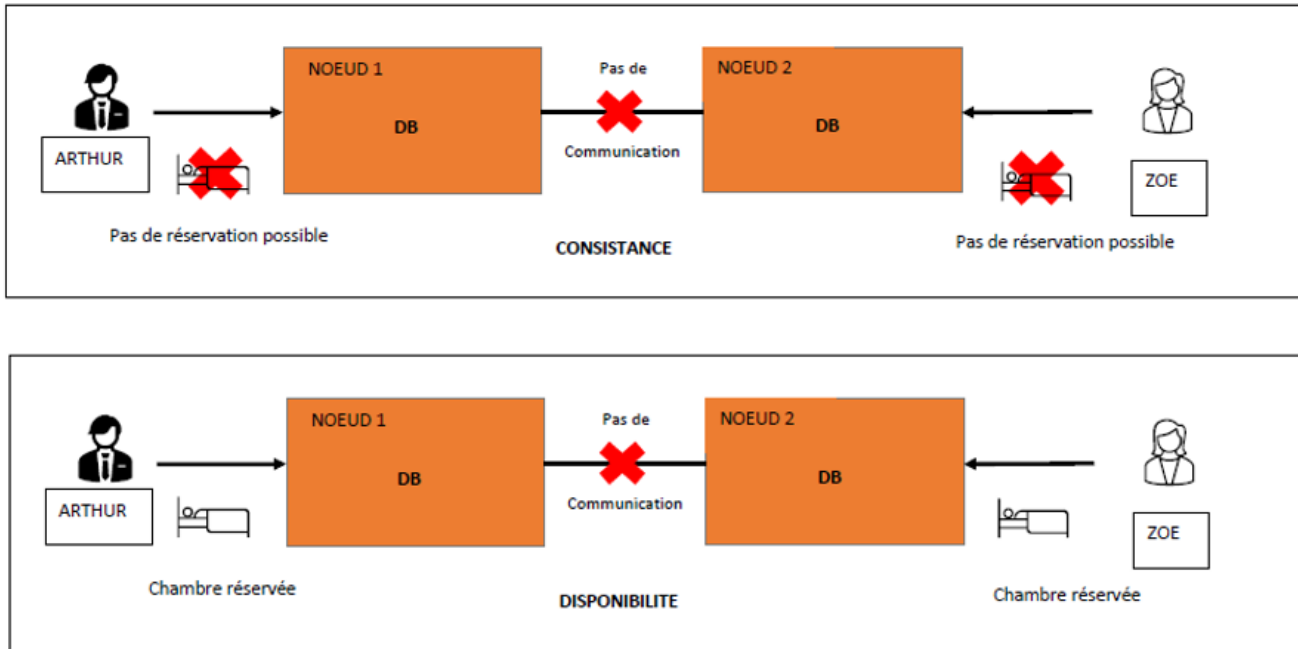 NOEUD 1
Pas de
NOEUD 2
DB
DB
ARTHUR
Communication
ZOE
Pas de réservation possible
CONSISTANCE
Pas de réservation possible
NOEUD 1
Pas de
NOEUD 2
DB
DB
ARTHUR
Communication
ZOE
Chambre réservée
DISPONIBILITE
Chambre réservée